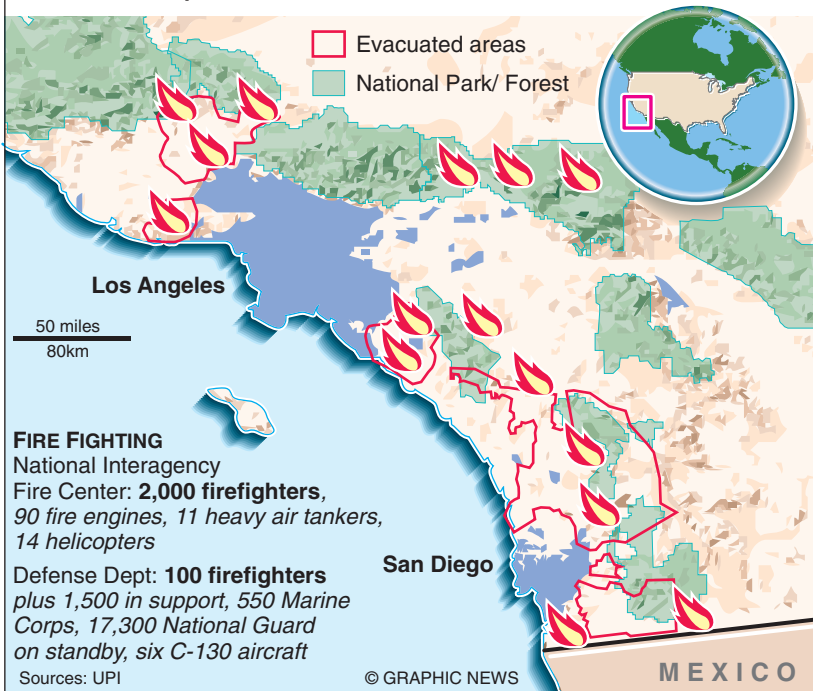 Evacuated areas
National Park/ Forest
Los Angeles
50 miles
80km
FIRE FIGHTING
National Interagency
Fire Center: 2,000 firefighters,
90 fire engines, 11 heavy air tankers,
14 helicopters
San Diego
Defense Dept: 100 firefighters
plus 1,500 in support, 550 Marine
Corps, 17,300 National Guard
on standby, six C-130 aircraft
Sources: UPI
© GRAPHIC NEWS
MEXICO